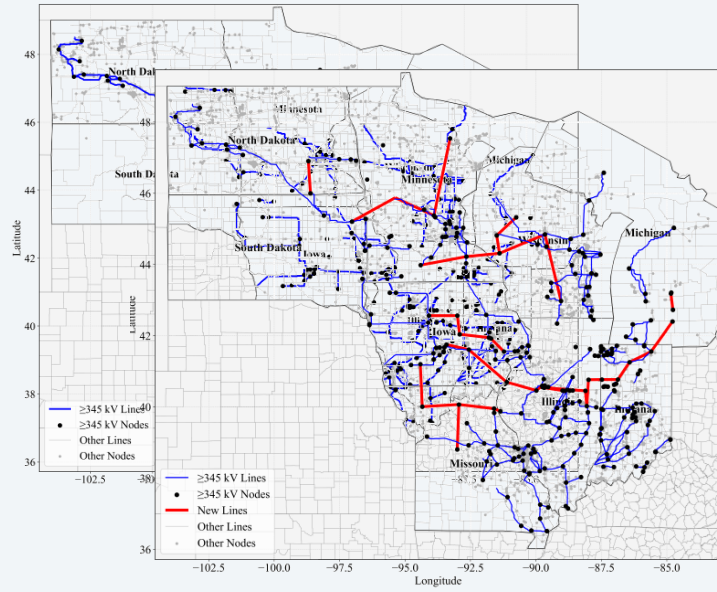 48
46
44
42
40
38
36
Latitude
North Da
South Dakota
≥345 kV Lines
≥345 kV Nodes
Other Lines
Other Nodes
−102.5
48
46
44
42
40
38
36
Latitude
Minnesota
North Dakota
Michigan
Minnesota
South Dakota
Iowa
Wisconsin
Michigan
Indiana
Iowa
Illinois
Indiana
Missouri
≥345 kV Lines
≥345 kV Nodes
New Lines
Other Lines
Other Nodes
−102.5
−100.0
−97.5
−95.0
−92.5
−90.0
−87.5
−85.0
Longitude